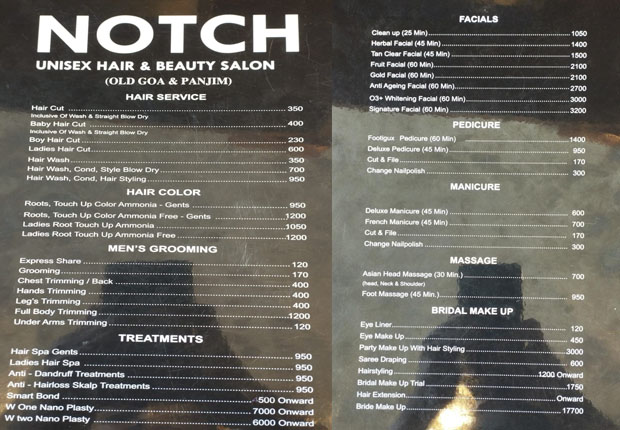 NOTCH
UNISEX HAIR & BEAUTY SALON
(OLD GOA & PANJIM)
HAIR SERVICE
Hair Cut 350
Inclusive Of Wash & Straight Blow Dry
Baby Hair Cut 400
Inclusive Of Wash & Straight Blow Dry
Boy Hair Cut 230
Ladies Hair Cut 600
Hair Wash 350
Hair Wash, Cond, Style Blow Dry 700
Hair Wash, Cond, Hair Styling 950
HAIR COLOR
Roots, Touch Up Color Ammonia - Gents 950
Roots, Touch Up Color Ammonia Free - Gents 1200
Ladies Root Touch Up Ammonia 1050
Ladies Root Touch Up Ammonia Free 1200
MEN'S GROOMING
Express Share 120
Grooming 170
Chest Trimming / Back 400
Hands Trimming 400
Leg's Trimming 400
Full Body Trimming 1200
Under Arms Trimming 120
TREATMENTS
Hair Spa Gents 950
Ladies Hair Spa 950
Anti - Dandruff Treatments 950
Anti - Hairloss Skalp Treatments 950
Smart Bond 500 Onward
W One Nano Plasty 7000 Onward
W two Nano Plasty 6000 Onward
FACIALS
Clean up (25 Min) 1050
Herbal Facial (45 Min) 1400
Tan Clear Facial (45 Min) 1500
Fruit Facial (60 Min) 2100
Gold Facial (60 Min) 2100
Anti Ageing Facial (60 Min) 2700
O3+ Whitening Facial (60 Min) 3000
Signature Facial (60 Min) 3200
PEDICURE
Footlgux Pedicure (60 Min) 1400
Deluxe Pedicure (45 Min) 950
Cut & File 170
Change Nailpolish 300
MANICURE
Deluxe Manicure (45 Min) 600
French Manicure (45 Min) 700
Cut & File 170
Change Nailpolish 300
MASSAGE
Asian Head Massage (30 Min.) 700
(head, Neck & Shoulder)
Foot Massage (45 Min.) 950
BRIDAL MAKE UP
Eye Liner 120
Eye Make Up 450
Party Make Up With Hair Styling 3000
Saree Draping 600
Hairstyling 1200 Onward
Bridal Make Up Trial 1750
Hair Extension Onward
Bride Make Up 17700